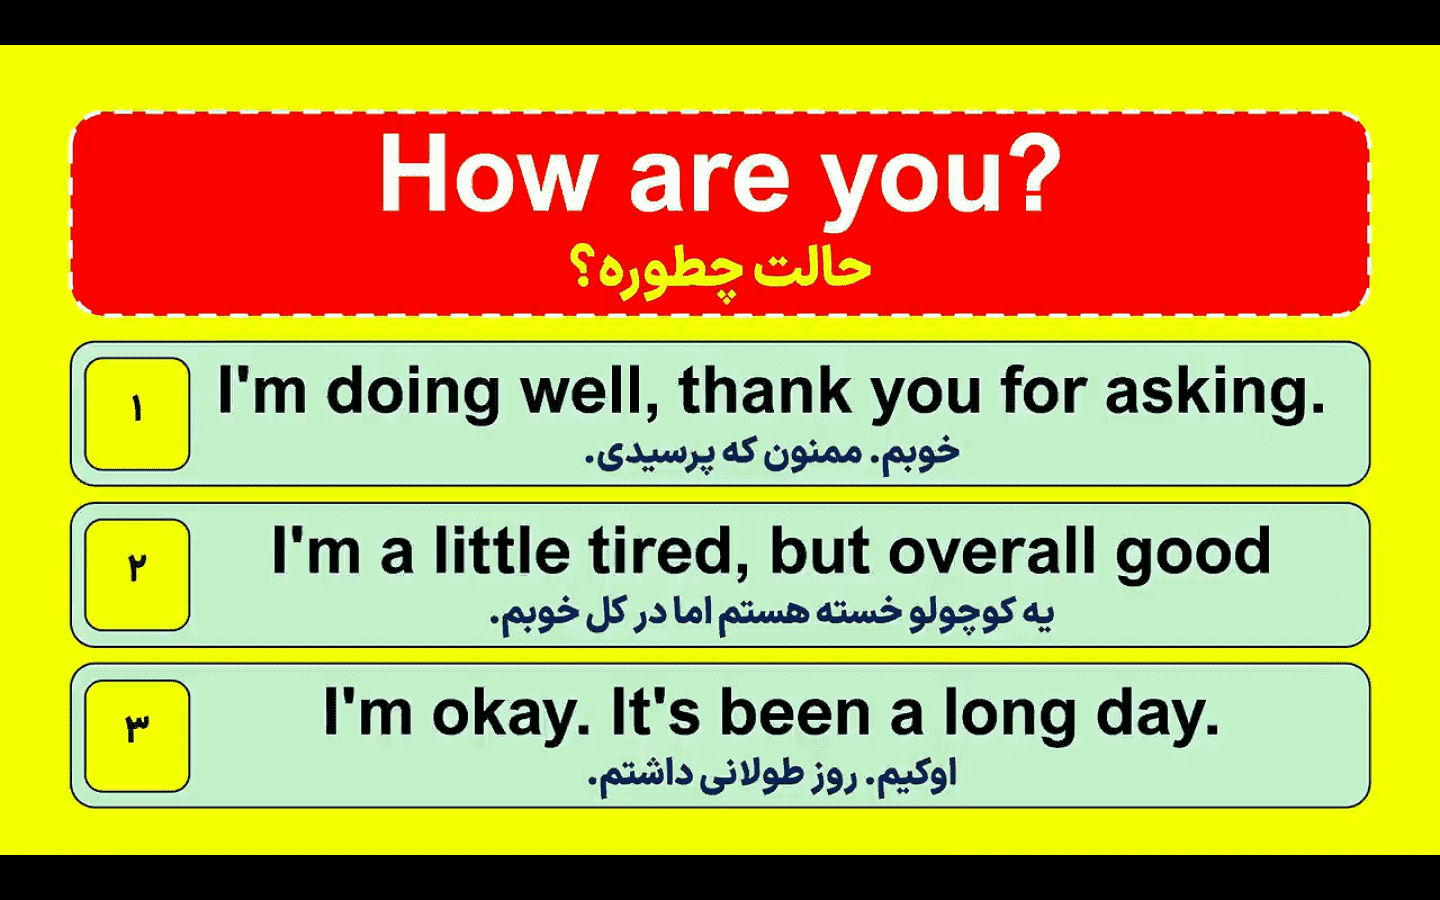 How are you?
حالت چطوره؟
۱
I'm doing well, thank you for asking.
خوبم. ممنون که پرسیدی.
۲
I'm a little tired, but overall good
یه کوچولو خسته هستم اما در کل خوبم.
۳
I'm okay. It's been a long day.
اوکیم. روز طولانی داشتم.